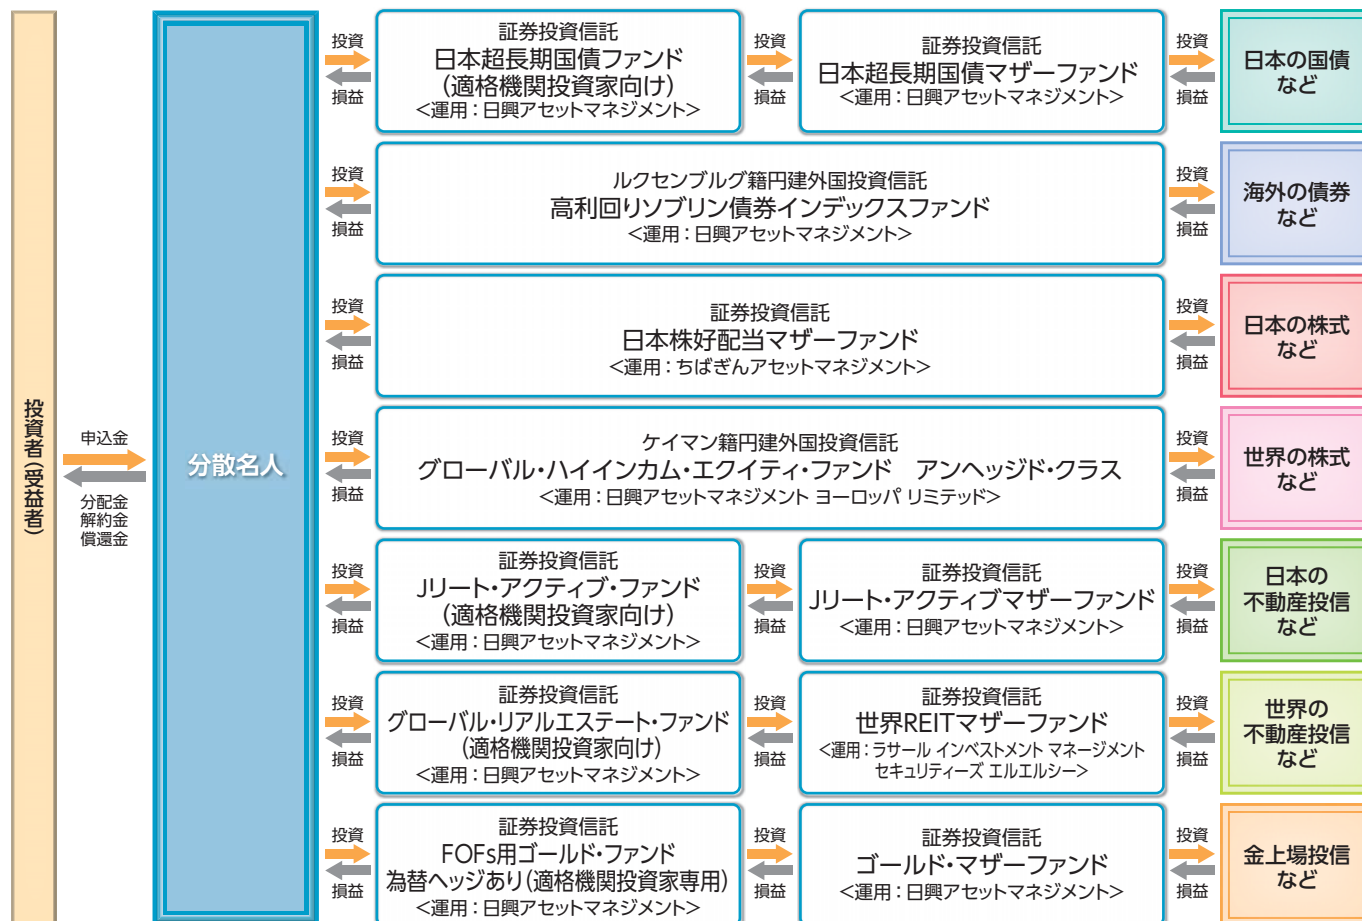 投資者(受益者)
申込金
分配金
解約金
償還金
分散名人
投資
損益
証券投資信託
日本超長期国債ファンド
(適格機関投資家向け)
<運用:日興アセットマネジメント>
投資
損益
証券投資信託
日本超長期国債マザーファンド
<運用:日興アセットマネジメント>
投資
損益
日本の国債
など
投資
損益
ルクセンブルグ籍円建外国投資信託
高利回りソブリン債券インデックスファンド
<運用:日興アセットマネジメント>
投資
損益
海外の債券
など
投資
損益
証券投資信託
日本株好配当マザーファンド
<運用:ちばぎんアセットマネジメント>
投資
損益
日本の株式
など
投資
損益
ケイマン籍円建外国投資信託
グローバル・ハイインカム・エクイティ・ファンド アンヘッジド・クラス
<運用:日興アセットマネジメント ヨーロッパ リミテッド>
投資
損益
世界の株式
など
投資
損益
証券投資信託
Jリート・アクティブ・ファンド
(適格機関投資家向け)
<運用:日興アセットマネジメント>
投資
損益
証券投資信託
Jリート・アクティブマザーファンド
<運用:日興アセットマネジメント>
投資
損益
日本の
不動産投信
など
投資
損益
証券投資信託
グローバル・リアルエステート・ファンド
(適格機関投資家向け)
<運用:日興アセットマネジメント>
投資
損益
証券投資信託
世界REITマザーファンド
<運用:ラサール インベストメント マネージメント
セキュリティーズ エルエルシー>
投資
損益
世界の
不動産投信
など
投資
損益
証券投資信託
FOFs用ゴールド・ファンド
為替ヘッジあり(適格機関投資家専用)
<運用:日興アセットマネジメント>
投資
損益
証券投資信託
ゴールド・マザーファンド
<運用:日興アセットマネジメント>
投資
損益
金上場投信
など